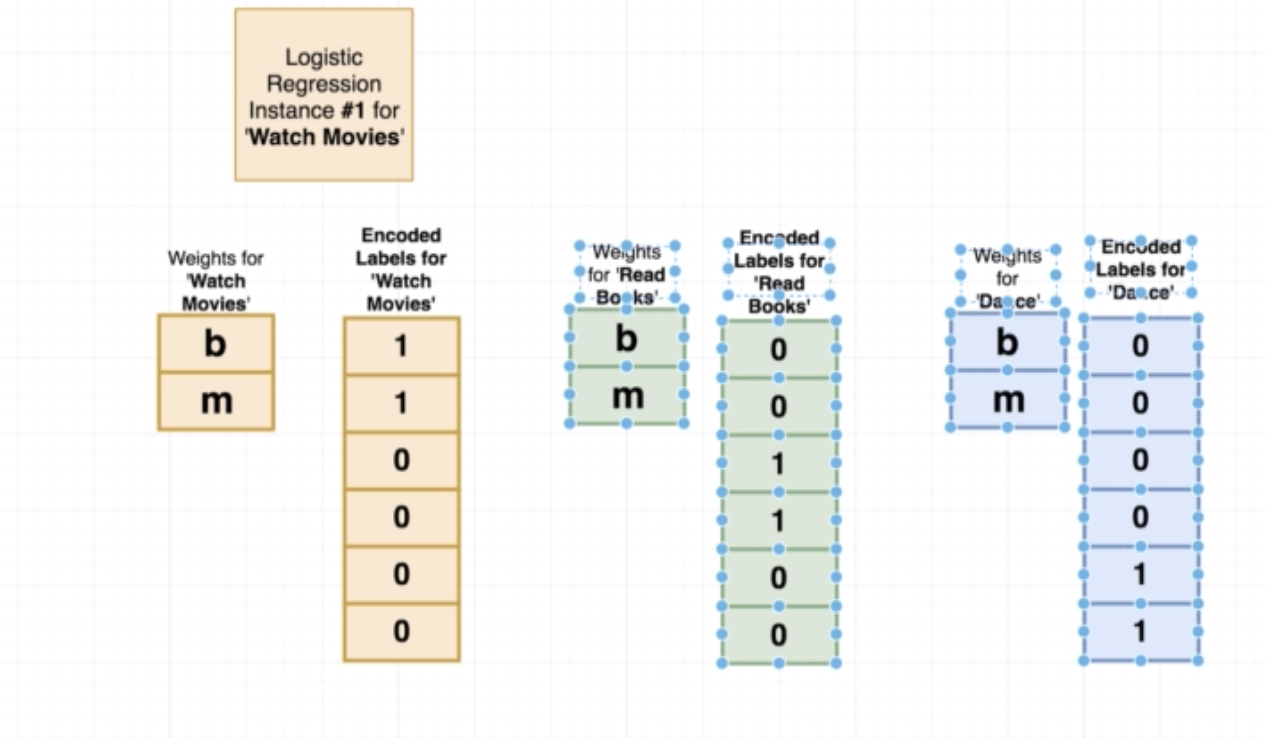 Logistic
Regression
Instance #1 for
'Watch Movies'
Weights for
'Watch
Movies'
b
m
Encoded
Labels for
'Watch
Movies'
1
1
0
0
0
0
Weights
for 'Read
Books'
b
m
Encoded
Labels for
'Read
Books'
0
0
1
1
0
0
Weights
for
'Dance'
b
m
Encoded
Labels for
'Dance'
0
0
0
0
1
1